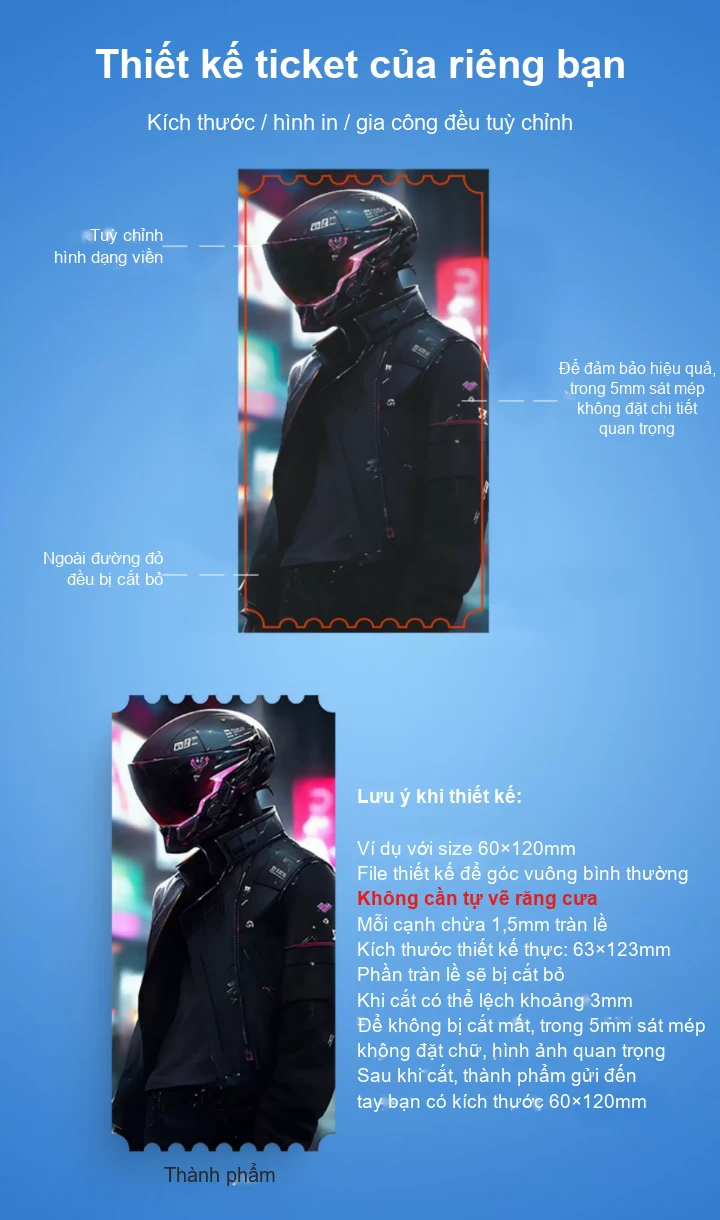 Thiết kế ticket của riêng bạn
Kích thước / hình in / gia công đều tuỳ chỉnh
Tuỳ chỉnh
hình dạng viền
Để đảm bảo hiệu quả,
trong 5mm sát mép
không đặt chi tiết
quan trọng
Ngoài đường đỏ
đều bị cắt bỏ
Lưu ý khi thiết kế:
Ví dụ với size 60×120mm
File thiết kế để góc vuông bình thường
Không cần tự vẽ răng cưa
Mỗi cạnh chừa 1,5mm tràn lề
Kích thước thiết kế thực: 63×123mm
Phần tràn lề sẽ bị cắt bỏ
Khi cắt có thể lệch khoảng 3mm
Để không bị cắt mất, trong 5mm sát mép
không đặt chữ, hình ảnh quan trọng
Sau khi cắt, thành phẩm gửi đến
tay bạn có kích thước 60×120mm
Thành phẩm